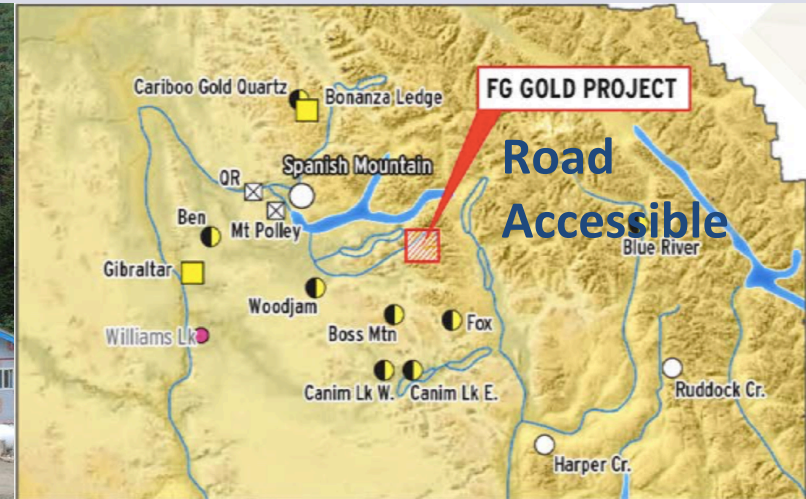 Cariboo Gold Quartz
Bonanza Ledge
FG GOLD PROJECT
Road
Accessible
Spanish Mountain
QR
Mt Polley
Ben
Blue River
Gibraltar
Woodjam
Boss Mtn
Fox
Williams Lk
Canim Lk W.
Canim Lk E.
Ruddock Cr.
Harper Cr.